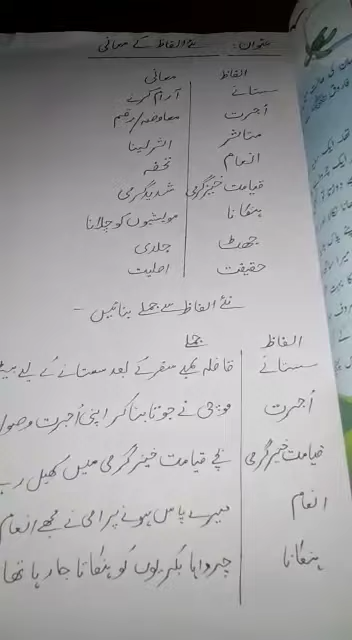 عنوان: نئے الفاظ کے معانی
الفاظ معانی
سستانے آرام کرنے
اُجرت معاوضہ/رقم
متاثر اثر لینا
انعام تحفہ
قیامت خیز گرمی شدید گرمی
ہنکانا مویشیوں کو چلانا
جھٹ جلدی
حقیقت اصلیت
نئے الفاظ سے جملے بنائیں -
الفاظ جملے
سستانے قافلہ لمبے سفر کے بعد سستانے کے لیے
اُجرت موچی نے جوتا بنا کر اپنی اُجرت وصول
قیامت خیز گرمی بچے قیامت خیز گرمی میں کھیل رہے
انعام میرے پاس ہونے پر امی نے مجھے انعام
ہنکانا چرواہا بکریوں کو ہنکاتا جا رہا تھا